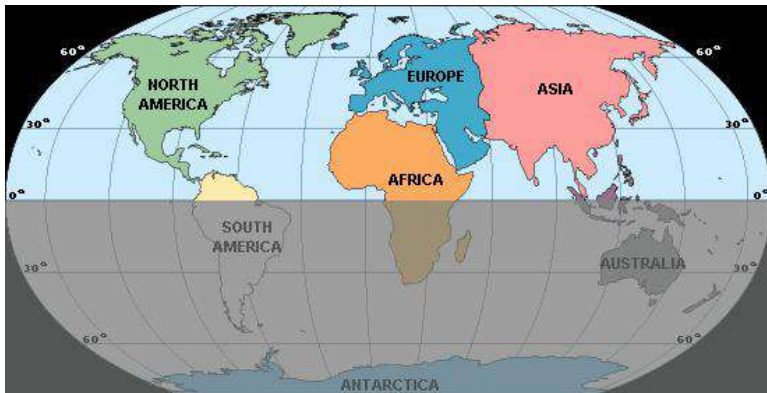 60°
60°
EUROPE
NORTH
AMERICA
ASIA
30°
30°
AFRICA
0°
0°
SOUTH
AMERICA
AUSTRALIA
30°
30°
60°
60°
ANTARCTICA